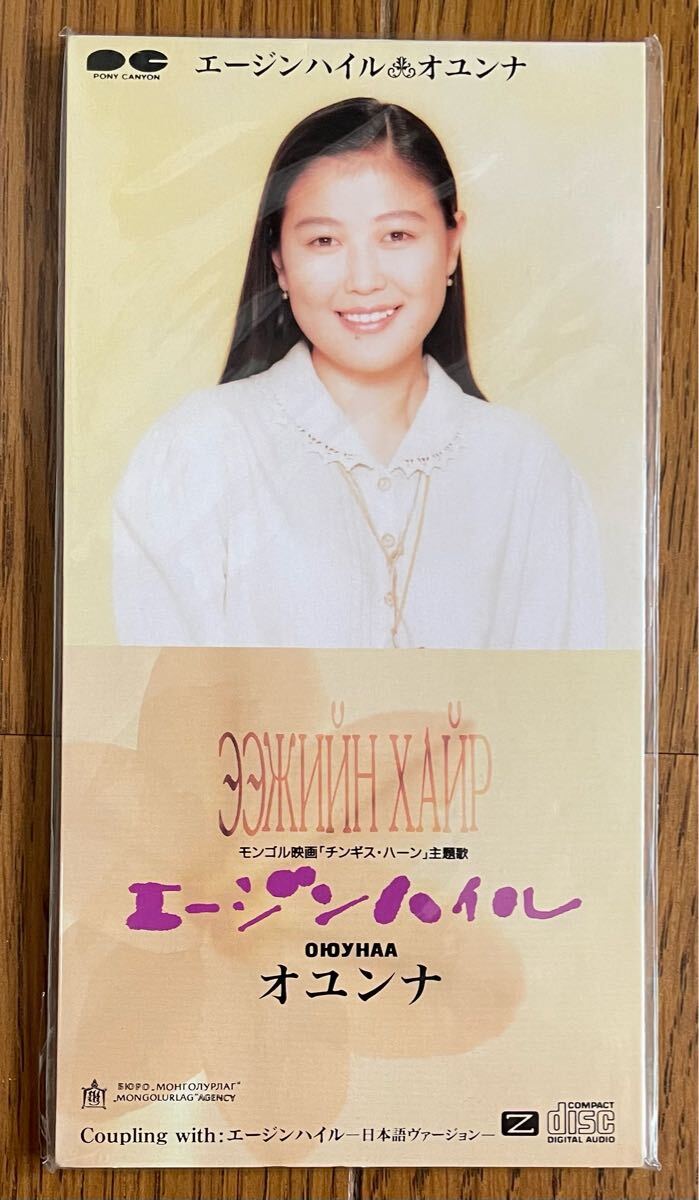 PONY CANYON
エージンハイル オユンナ
ЭЭЖИЙН ХАЙР
モンゴル映画「チンギス・ハーン」主題歌
エージンハイル
ОЮУНАА
オユンナ
БЮРО „МОНГОЛУРЛАГ“
„MONGOLURLAG“AGENCY
Coupling with:エージンハイル—日本語ヴァージョン—
Z
COMPACT
disc
DIGITAL AUDIO